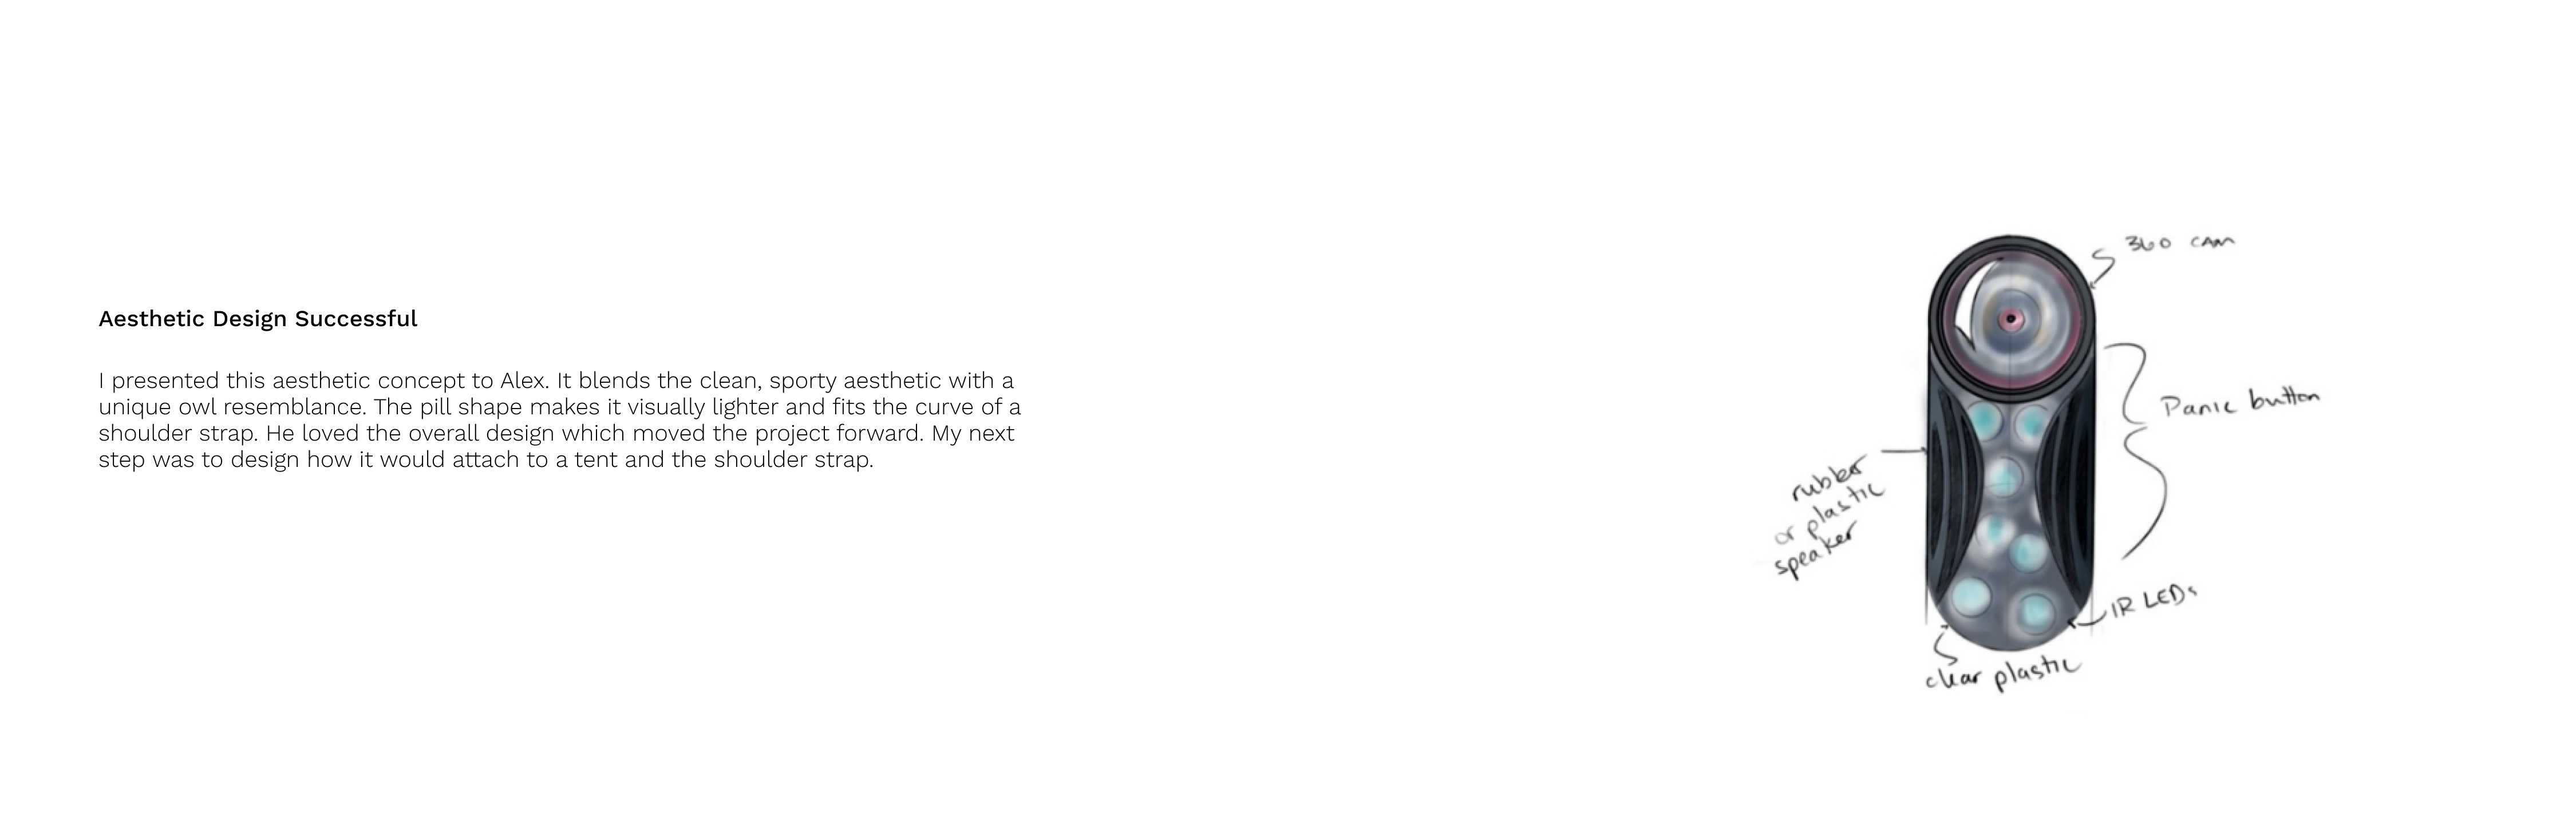 Aesthetic Design Successful
I presented this aesthetic concept to Alex. It blends the clean, sporty aesthetic with a
unique owl resemblance. The pill shape makes it visually lighter and fits the curve of a
shoulder strap. He loved the overall design which moved the project forward. My next
step was to design how it would attach to a tent and the shoulder strap.
360 CAM
Panic button
rubber
or plastic
speaker
IR LEDs
clear plastic